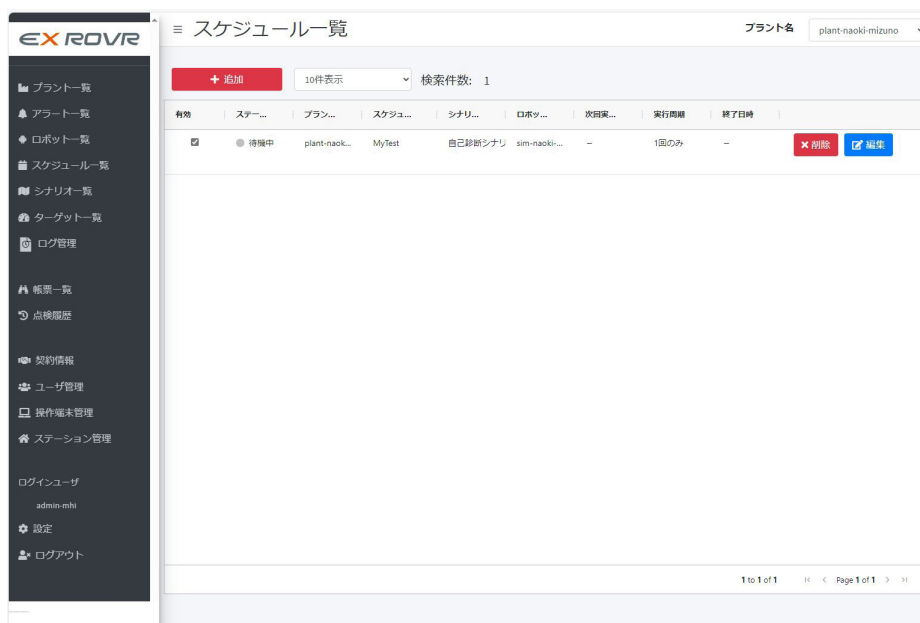 EX ROVR
プラント一覧
アラート一覧
ロボット一覧
スケジュール一覧
シナリオ一覧
ターゲット一覧
ログ管理
帳票一覧
点検履歴
契約情報
ユーザ管理
操作端末管理
ステーション管理
ログインユーザ
admin-mhi
設定
ログアウト
スケジュール一覧
プラント名 plant-naoki-mizuno
追加 10件表示 検索件数: 1
有効 ステー... プラン... スケジュ... シナリ... ロボッ... 次回実... 実行周期 終了日時
待機中 plant-naok... MyTest 自己診断シナリ sim-naoki-... – 1回のみ – 削除 編集
1 to 1 of 1 Page 1 of 1